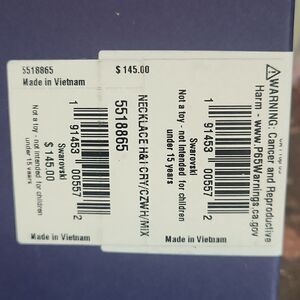 5518865
Made in Vietnam
1 91453 00557 2
Swarovski
$ 145.00
Not a toy - not intended for children
under 15 years
Made in Vietnam
$ 145.00
NECKLACE H&I CRY/CZWH/MIX
5518865
1 91453 00557 2
Swarovski
Not a toy - not intended for children
under 15 years
Made in Vietnam
WARNING: Cancer and Reproductive
Harm - www.P65Warnings.ca.gov